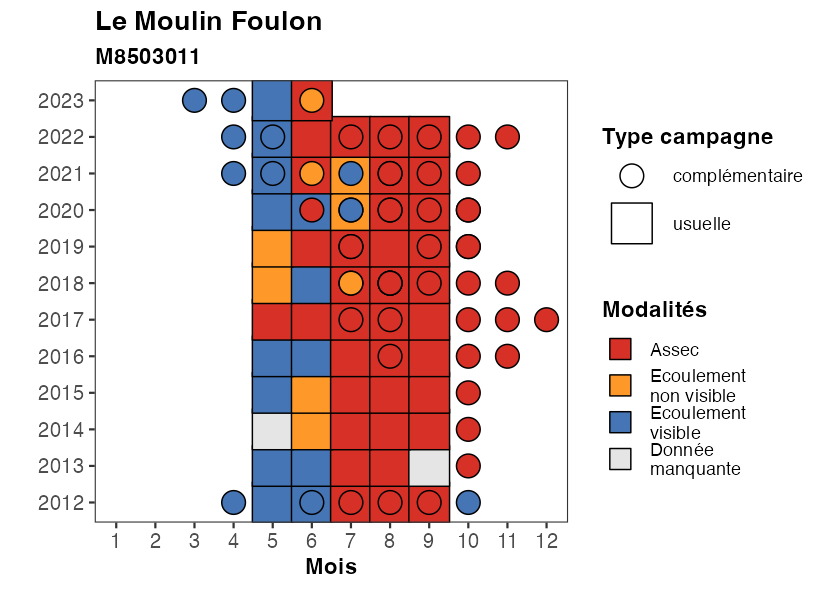 Le Moulin Foulon
M8503011
2023
2022
2021
2020
2019
2018
2017
2016
2015
2014
2013
2012
1 2 3 4 5 6 7 8 9 10 11 12
Mois
Type campagne
complémentaire
usuelle
Modalités
Assec
Ecoulement
non visible
Ecoulement
visible
Donnée
manquante